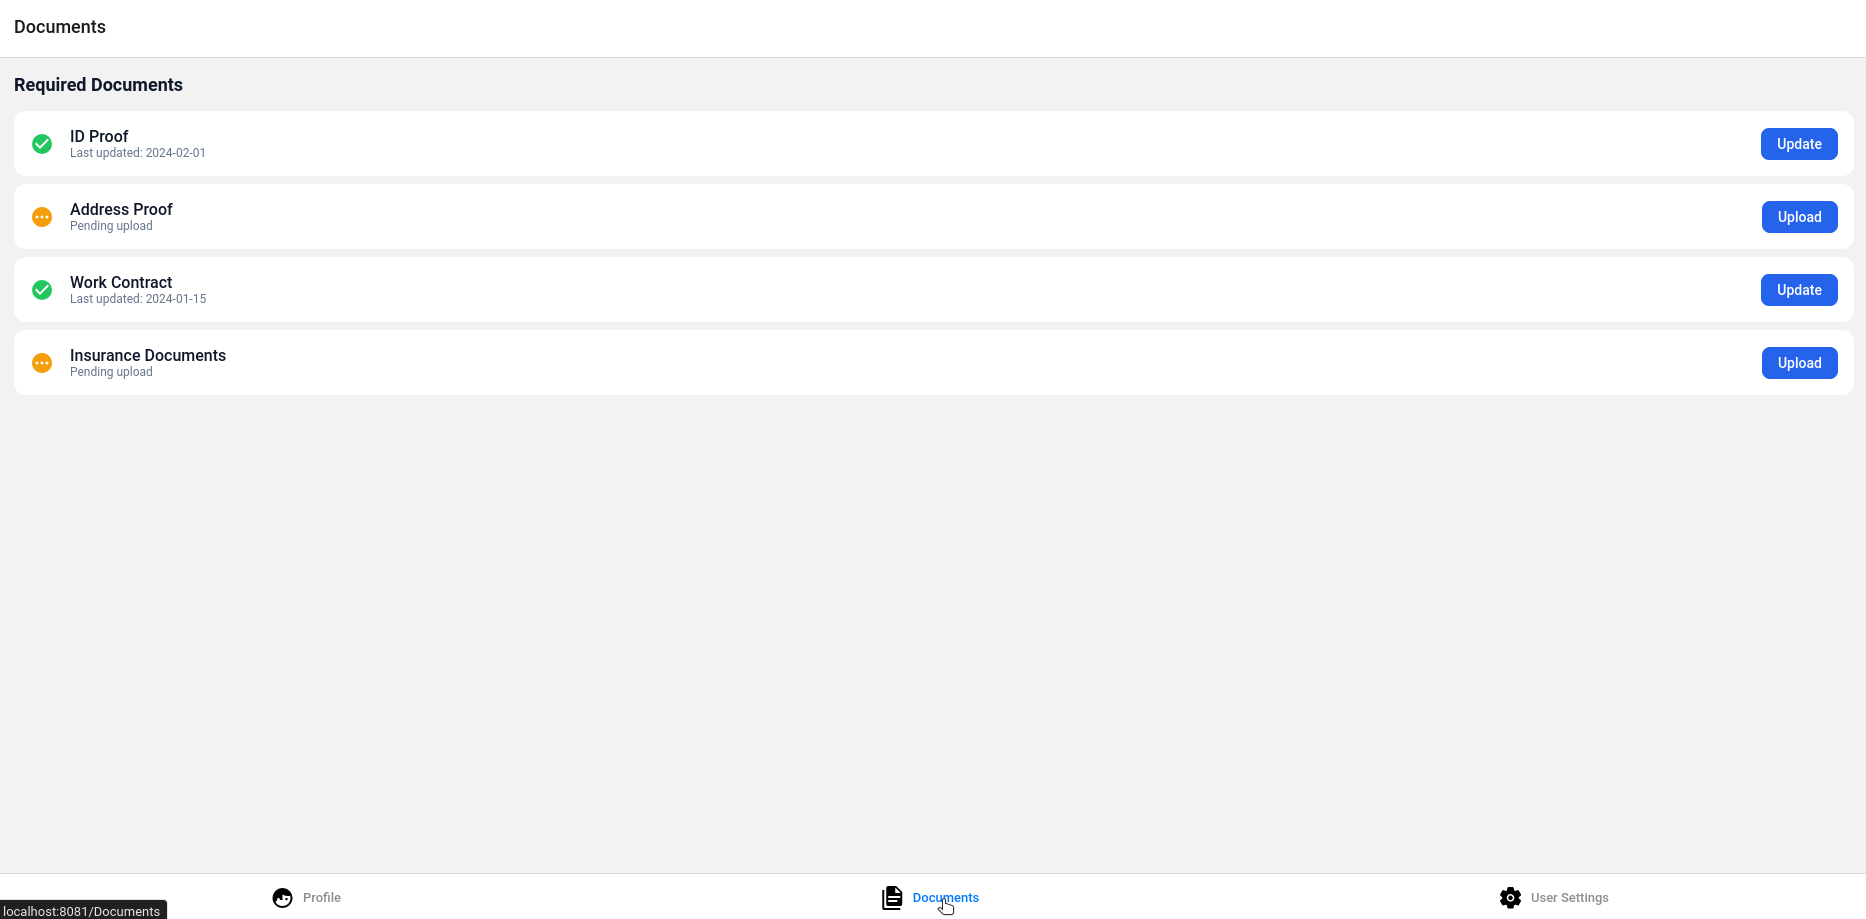 Documents
Required Documents
ID Proof
Last updated: 2024-02-01
Update
Address Proof
Pending upload
Upload
Work Contract
Last updated: 2024-01-15
Update
Insurance Documents
Pending upload
Upload
Profile
Documents
User Settings
localhost:8081/Documents